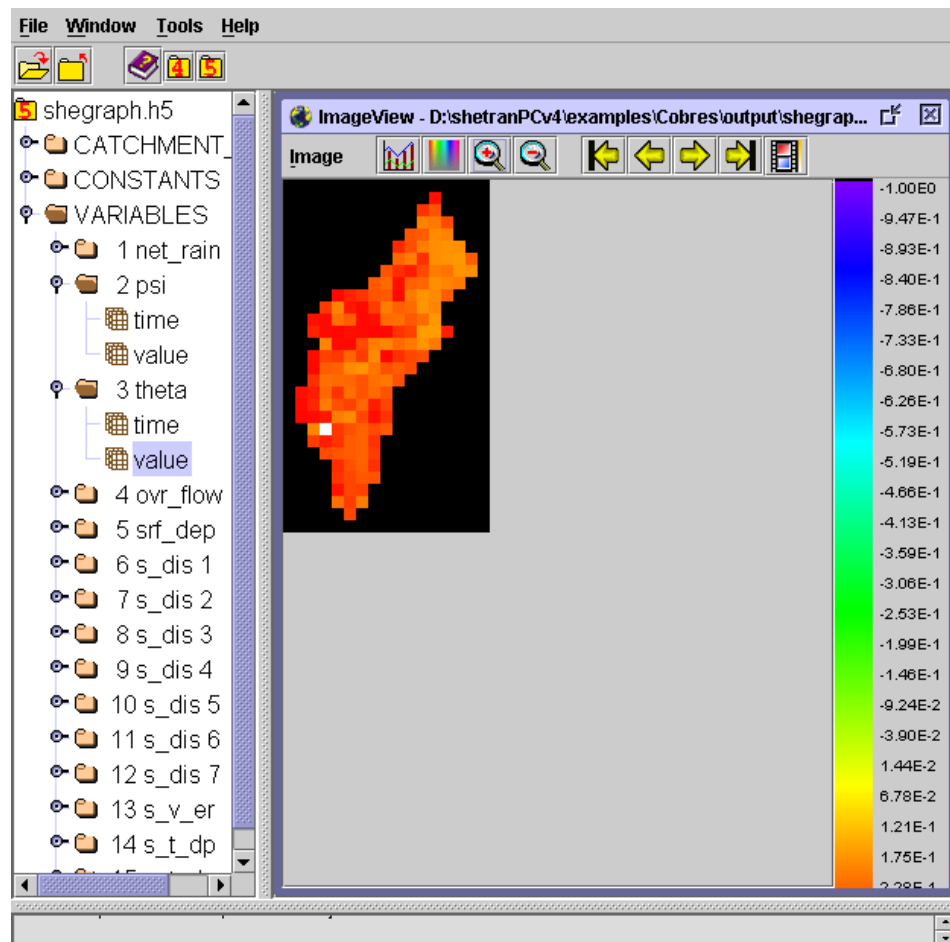 File Window Tools Help
4 5
5 shegraph.h5
CATCHMENT_
CONSTANTS
VARIABLES
1 net_rain
2 psi
time
value
3 theta
time
value
4 ovr_flow
5 srf_dep
6 s_dis 1
7 s_dis 2
8 s_dis 3
9 s_dis 4
10 s_dis 5
11 s_dis 6
12 s_dis 7
13 s_v_er
14 s_t_dp
ImageView - D:\shetranPCv4\examples\Cobres\output\shegrap...
Image
-1.00E0
-9.47E-1
-8.93E-1
-8.40E-1
-7.86E-1
-7.33E-1
-6.80E-1
-6.26E-1
-5.73E-1
-5.19E-1
-4.66E-1
-4.13E-1
-3.59E-1
-3.06E-1
-2.53E-1
-1.99E-1
-1.46E-1
-9.24E-2
-3.90E-2
1.44E-2
6.78E-2
1.21E-1
1.75E-1
2.28E-1